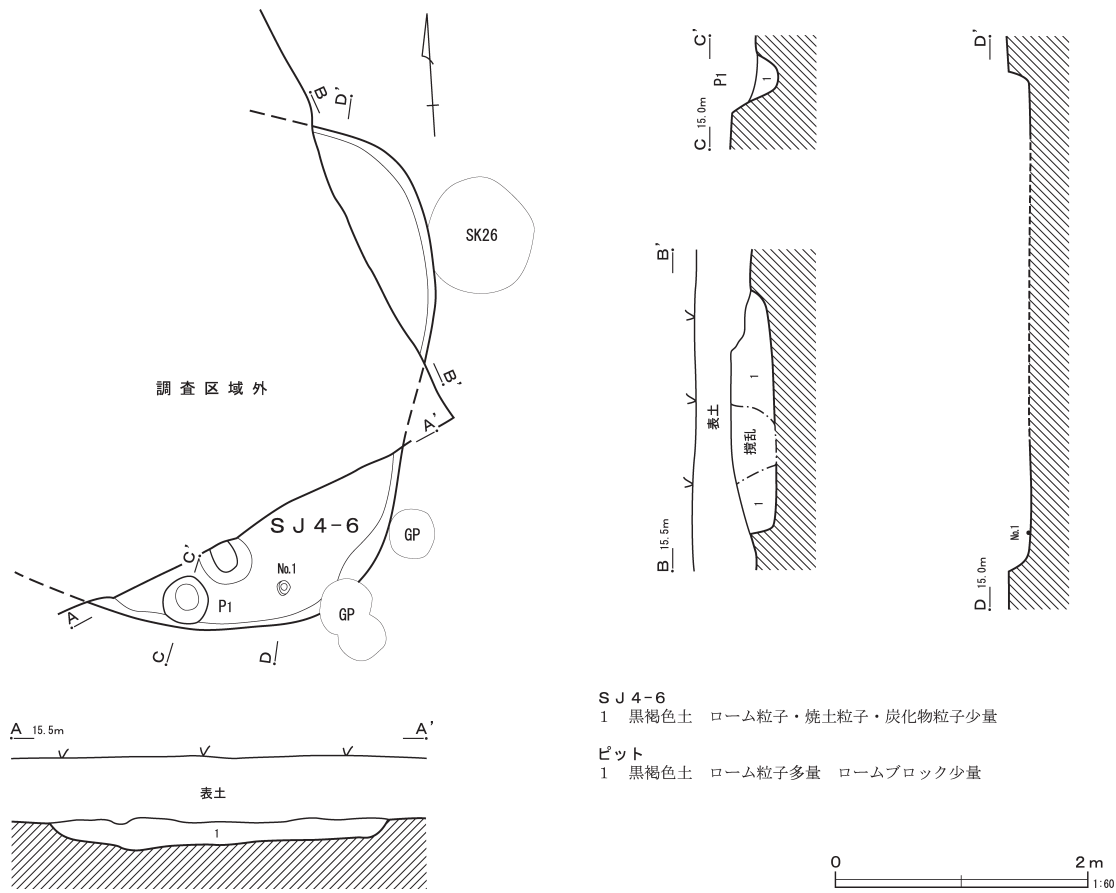 B
D'
SK26
調査区域外
B'
A'
SJ4-6
GP
C'
No.1
P1
GP
A
C
D
C'
P1
1
C 15.0m
D'
No.1
D 15.0m
B'
1
表土
撹乱
1
B 15.5m
A 15.5m A'
表土
1
SJ4-6
1 黒褐色土 ローム粒子・焼土粒子・炭化物粒子少量
ピット
1 黒褐色土 ローム粒子多量 ロームブロック少量
0 2m
1:60